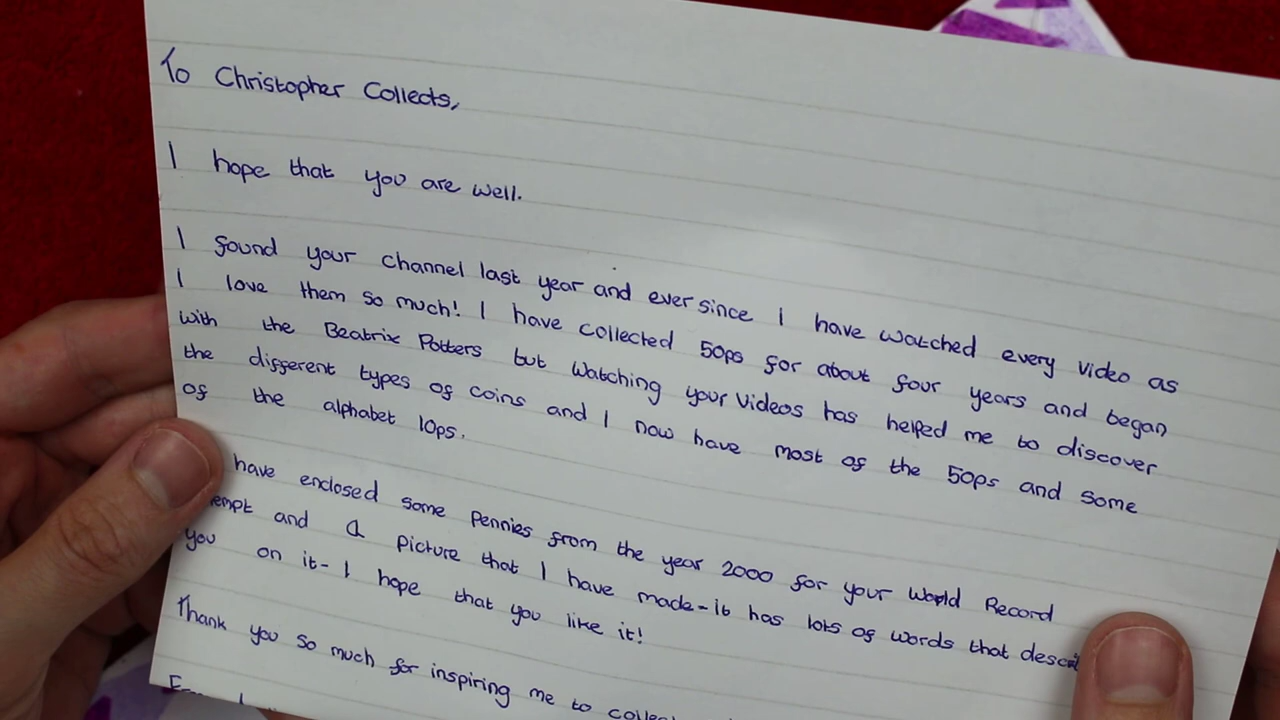 To Christopher Collects,
I hope that you are well.
I found your channel last year and ever since I have watched every video as
I love them so much! I have collected 50ps for about four years and began
with the Beatrix Potters but watching your videos has helped me to discover
the different types of coins and I now have most of the 50ps and some
of the alphabet 10ps.
have enclosed some pennies from the year 2000 for your World Record
empt and a picture that I have made - it has lots of words that descri
you on it - I hope that you like it!
Thank you so much for inspiring me to collec